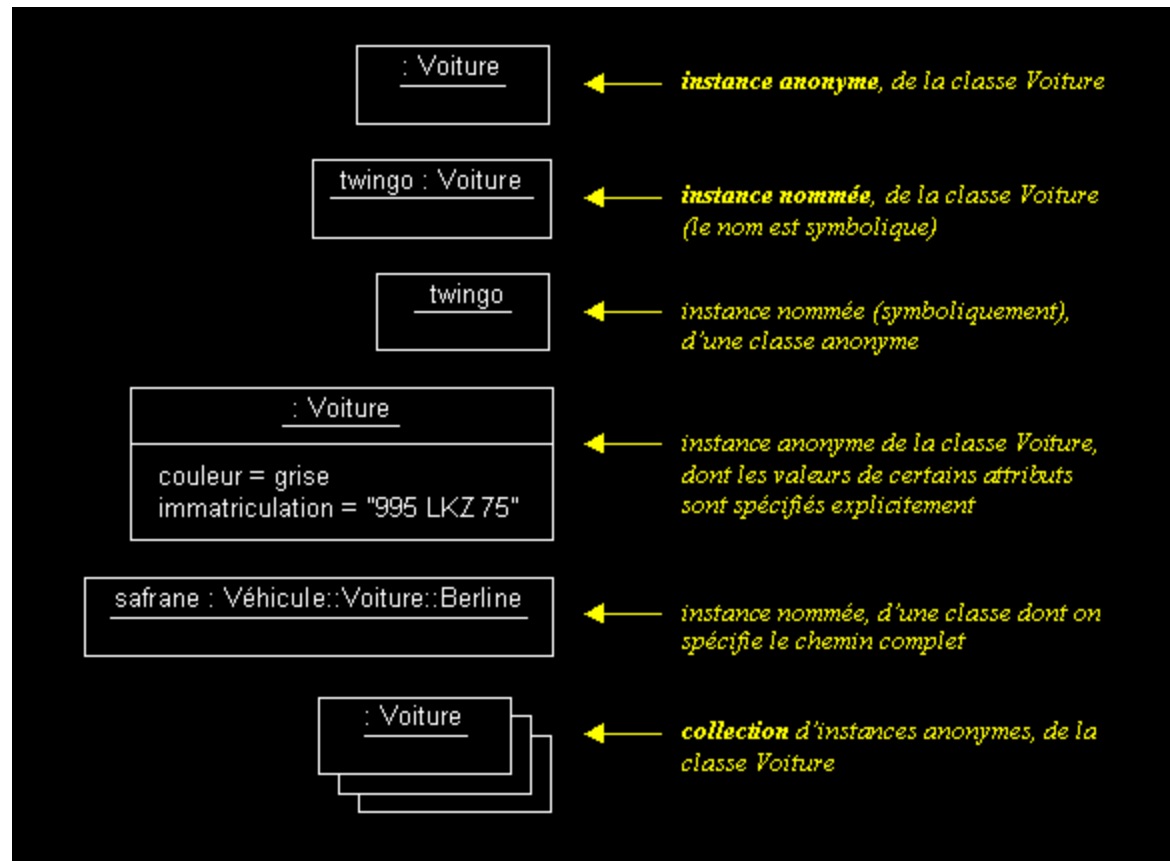 : Voiture
instance anonyme, de la classe Voiture
twingo : Voiture
instance nommée, de la classe Voiture
(le nom est symbolique)
twingo
instance nommée (symboliquement),
d'une classe anonyme
: Voiture
couleur = grise
immatriculation = "995 LKZ 75"
instance anonyme de la classe Voiture,
dont les valeurs de certains attributs
sont spécifiés explicitement
safrane : Véhicule::Voiture::Berline
instance nommée, d'une classe dont on
spécifie le chemin complet
: Voiture
collection d'instances anonymes, de la
classe Voiture